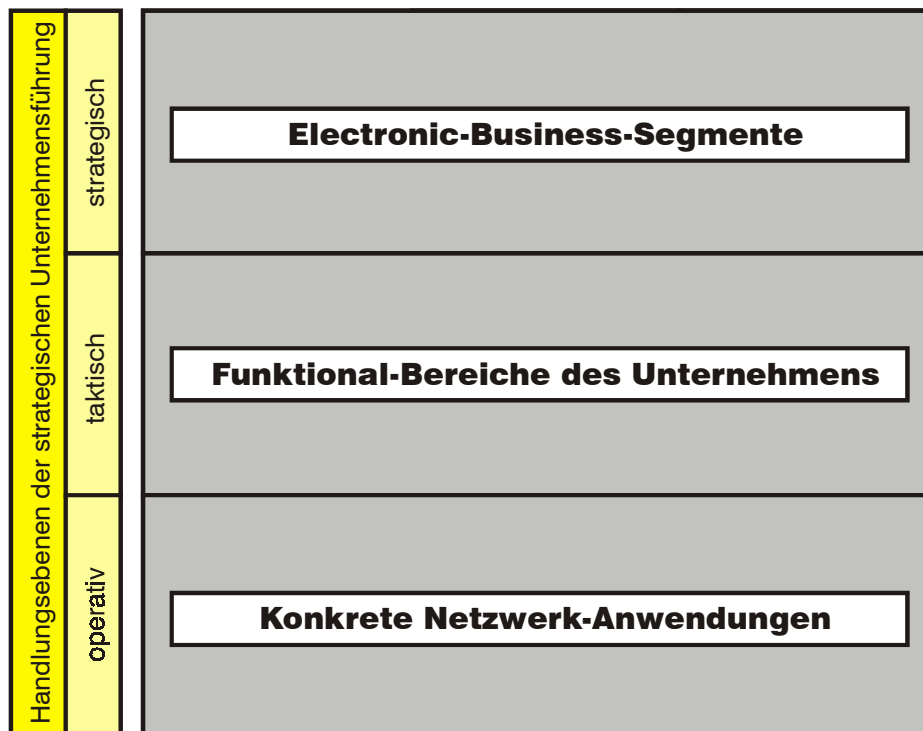 Handlungsebenen der strategischen Unternehmensführung
strategisch
Electronic-Business-Segmente
taktisch
Funktional-Bereiche des Unternehmens
operativ
Konkrete Netzwerk-Anwendungen